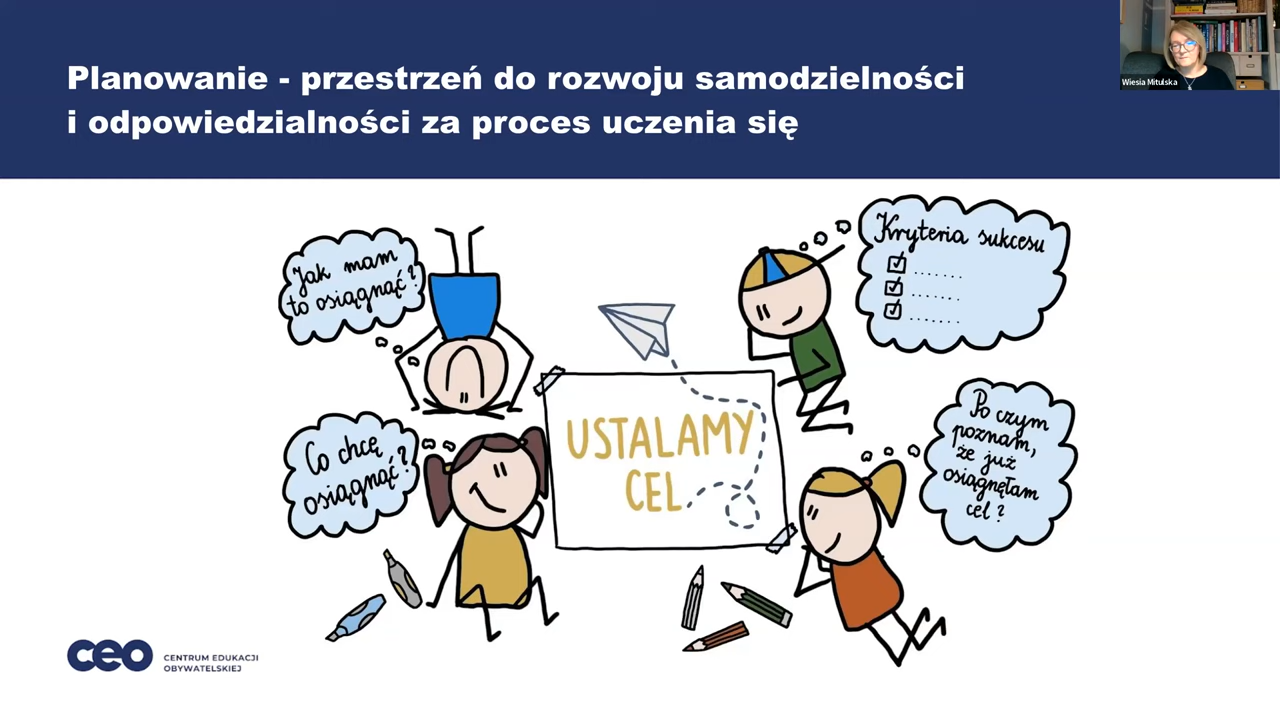 Planowanie - przestrzeń do rozwoju samodzielności
i odpowiedzialności za proces uczenia się
Wiesia Mitulska
Jak mam
to osiągnąć?
Kryteria sukcesu
.......
......
......
Co chcę
osiągnąć?
USTALAMY
CEL
Po czym
poznam,
że już
osiągnęłam
cel?
ceo
CENTRUM EDUKACJI
OBYWATELSKIEJ